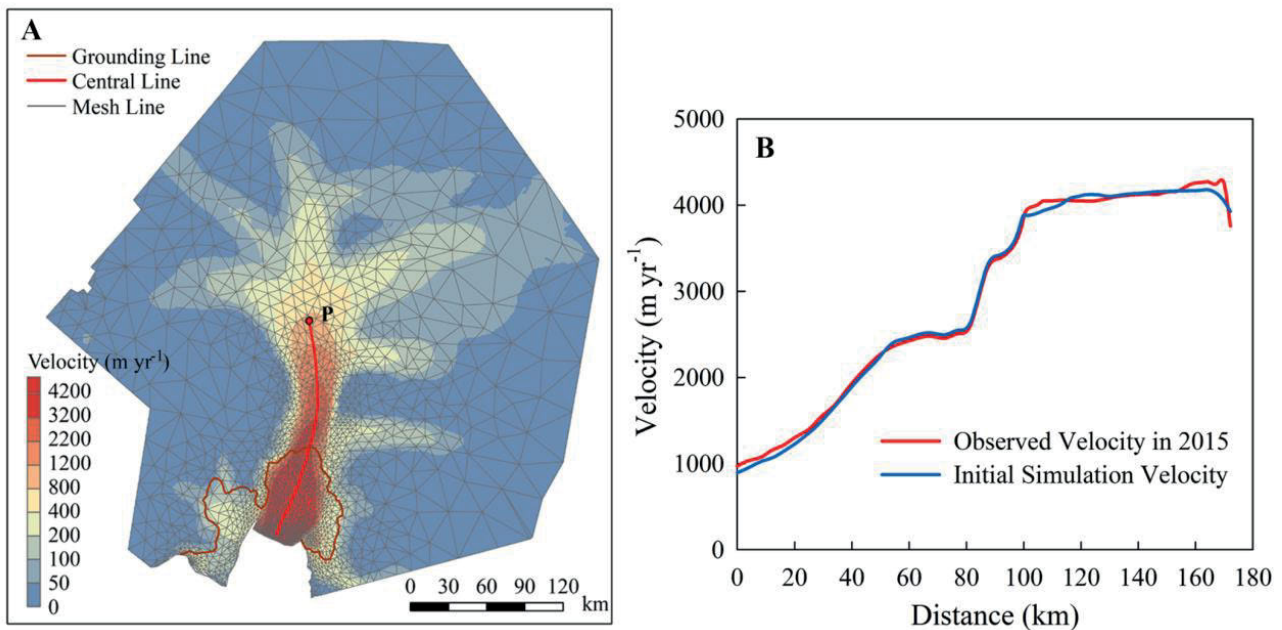 A
Grounding Line
Central Line
Mesh Line
P
Velocity (m yr⁻¹)
4200
3200
2200
1200
800
400
200
100
50
0
0 30 60 90 120
km
B
5000
4000
3000
2000
1000
0
Velocity (m yr⁻¹)
Observed Velocity in 2015
Initial Simulation Velocity
0 20 40 60 80 100 120 140 160 180
Distance (km)